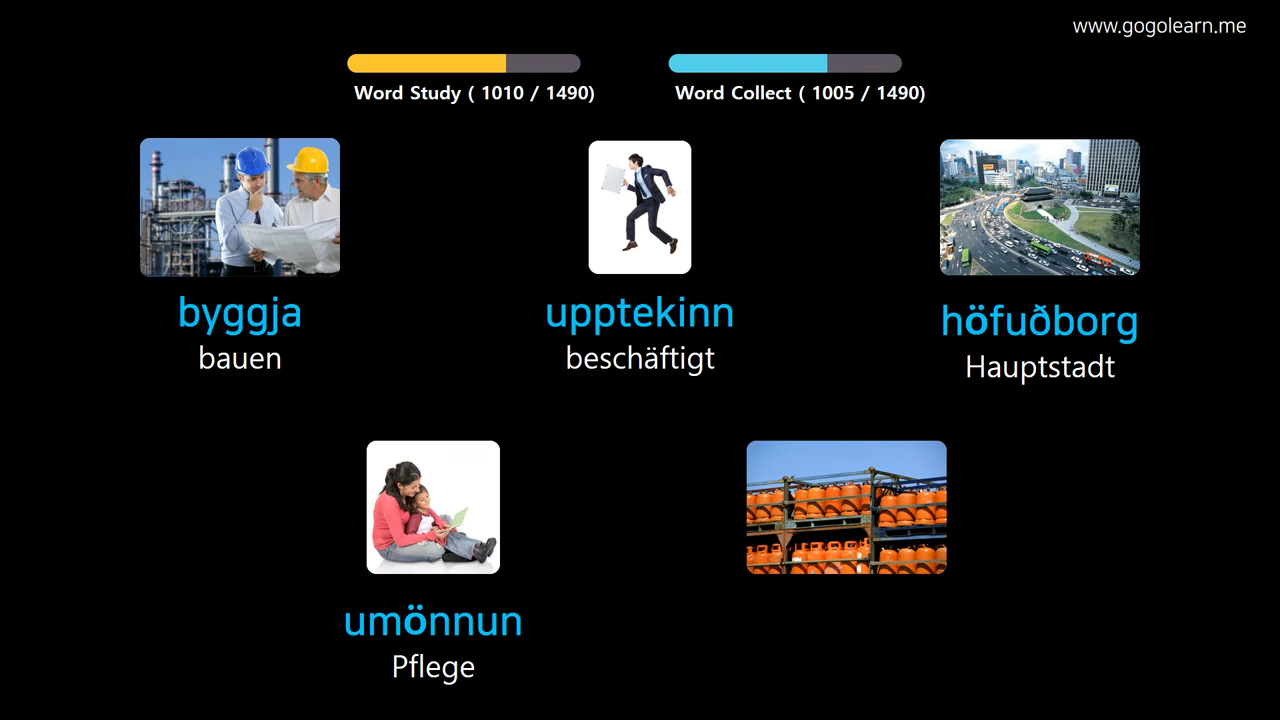 www.gogolearn.me
Word Study ( 1010 / 1490)
Word Collect ( 1005 / 1490)
byggja
bauen
upptekinn
beschäftigt
höfuðborg
Hauptstadt
umönnun
Pflege